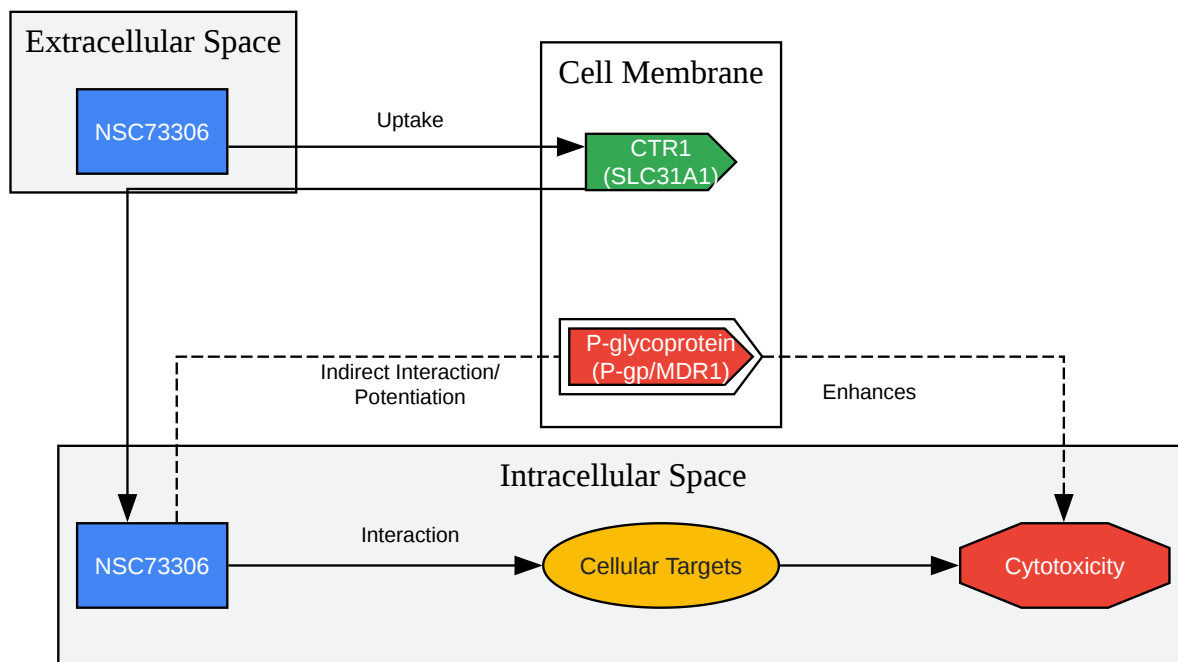 Extracellular Space
NSC73306
Uptake
Cell Membrane
CTR1
(SLC31A1)
P-glycoprotein
(P-gp/MDR1)
Indirect Interaction/
Potentiation
Enhances
Intracellular Space
NSC73306
Interaction
Cellular Targets
Cytotoxicity